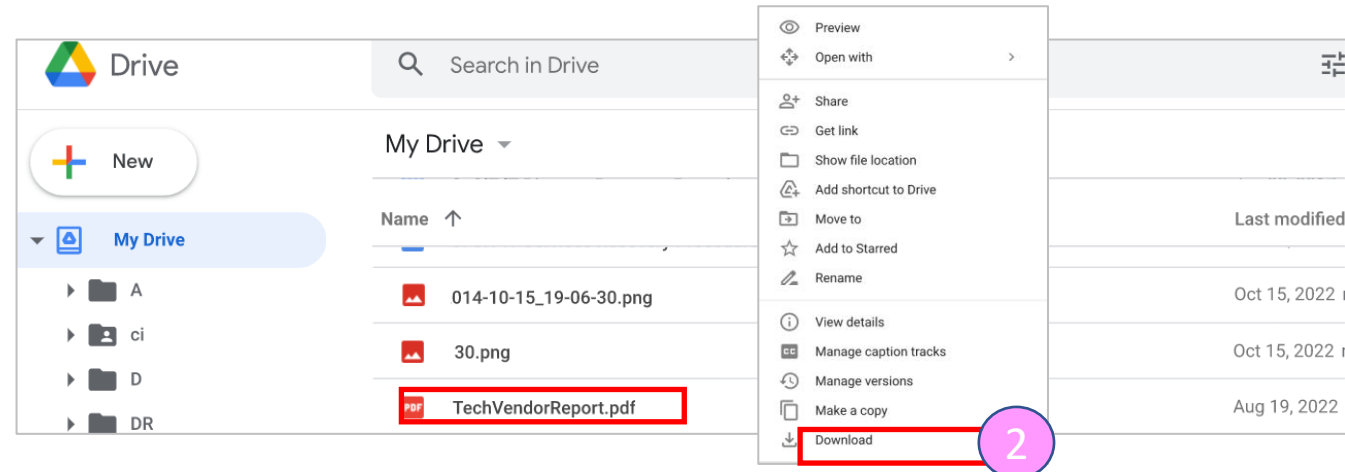 Drive
Search in Drive
New
My Drive
Name
Last modified
My Drive
A
ci
D
DR
014-10-15_19-06-30.png
Oct 15, 2022
30.png
Oct 15, 2022
PDF
TechVendorReport.pdf
Aug 19, 2022
Preview
Open with
Share
Get link
Show file location
Add shortcut to Drive
Move to
Add to Starred
Rename
View details
CC
Manage caption tracks
Manage versions
Make a copy
Download
2